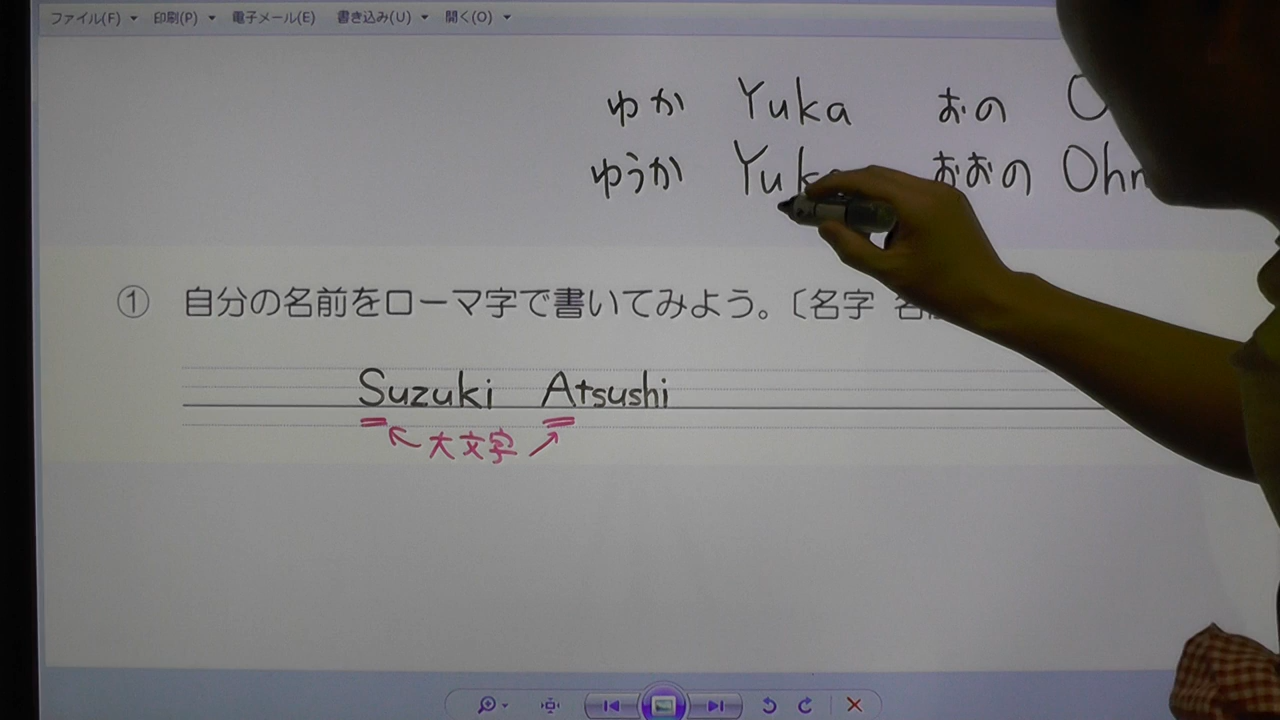 ファイル(F) 印刷(P) 電子メール(E) 書き込み(U) 開く(O)
ゆか Yuka おの
ゆうか Yuka おおの
① 自分の名前をローマ字で書いてみよう。〔名字
Suzuki Atsushi
大文字